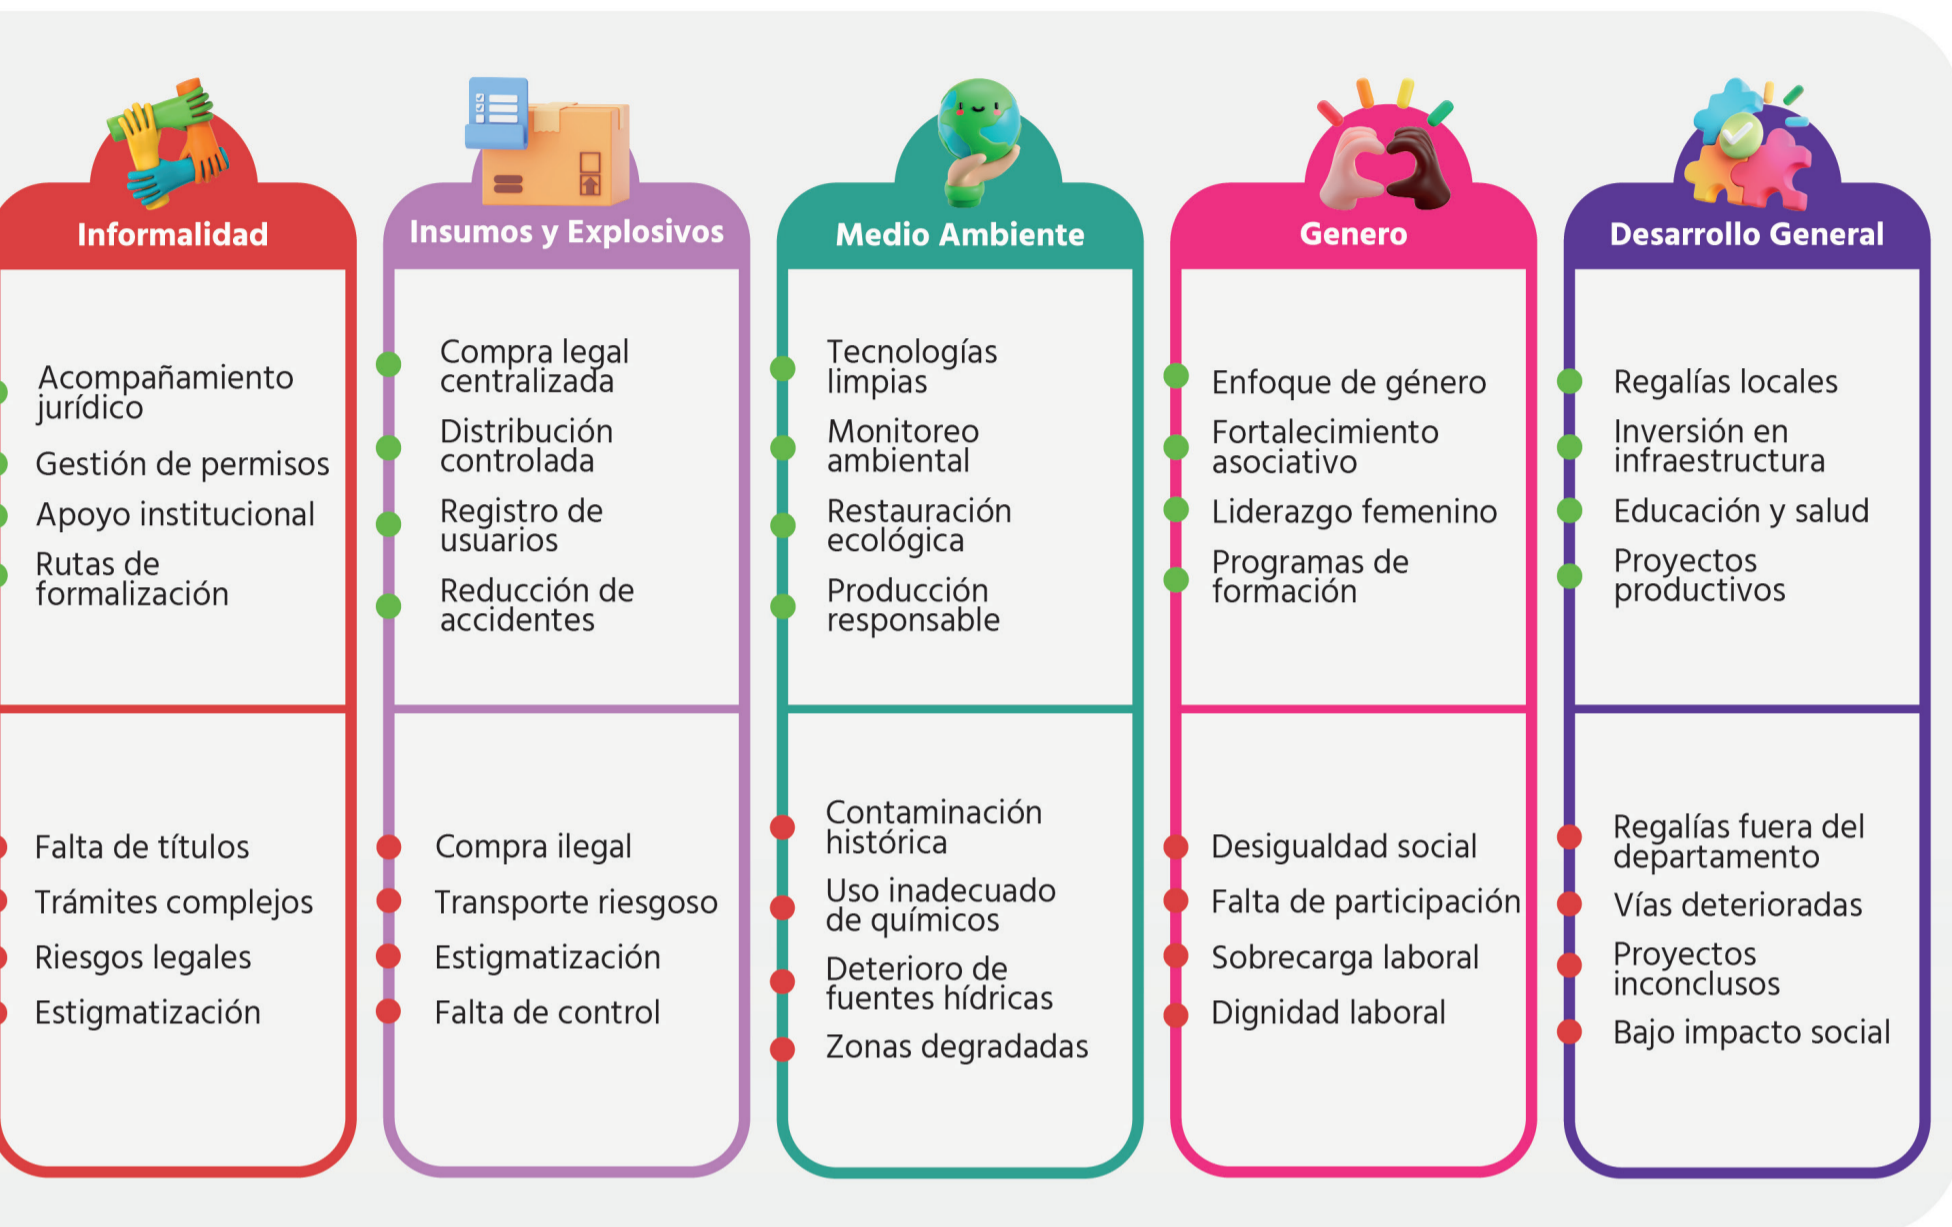 Informalidad
Acompañamiento
jurídico
Gestión de permisos
Apoyo institucional
Rutas de
formalización
Falta de títulos
Trámites complejos
Riesgos legales
Estigmatización
Insumos y Explosivos
Compra legal
centralizada
Distribución
controlada
Registro de
usuarios
Reducción de
accidentes
Compra ilegal
Transporte riesgoso
Estigmatización
Falta de control
Medio Ambiente
Tecnologías
limpias
Monitoreo
ambiental
Restauración
ecológica
Producción
responsable
Contaminación
histórica
Uso inadecuado
de químicos
Deterioro de
fuentes hídricas
Zonas degradadas
Genero
Enfoque de género
Fortalecimiento
asociativo
Liderazgo femenino
Programas de
formación
Desigualdad social
Falta de participación
Sobrecarga laboral
Dignidad laboral
Desarrollo General
Regalías locales
Inversión en
infraestructura
Educación y salud
Proyectos
productivos
Regalías fuera del
departamento
Vías deterioradas
Proyectos
inconclusos
Bajo impacto social